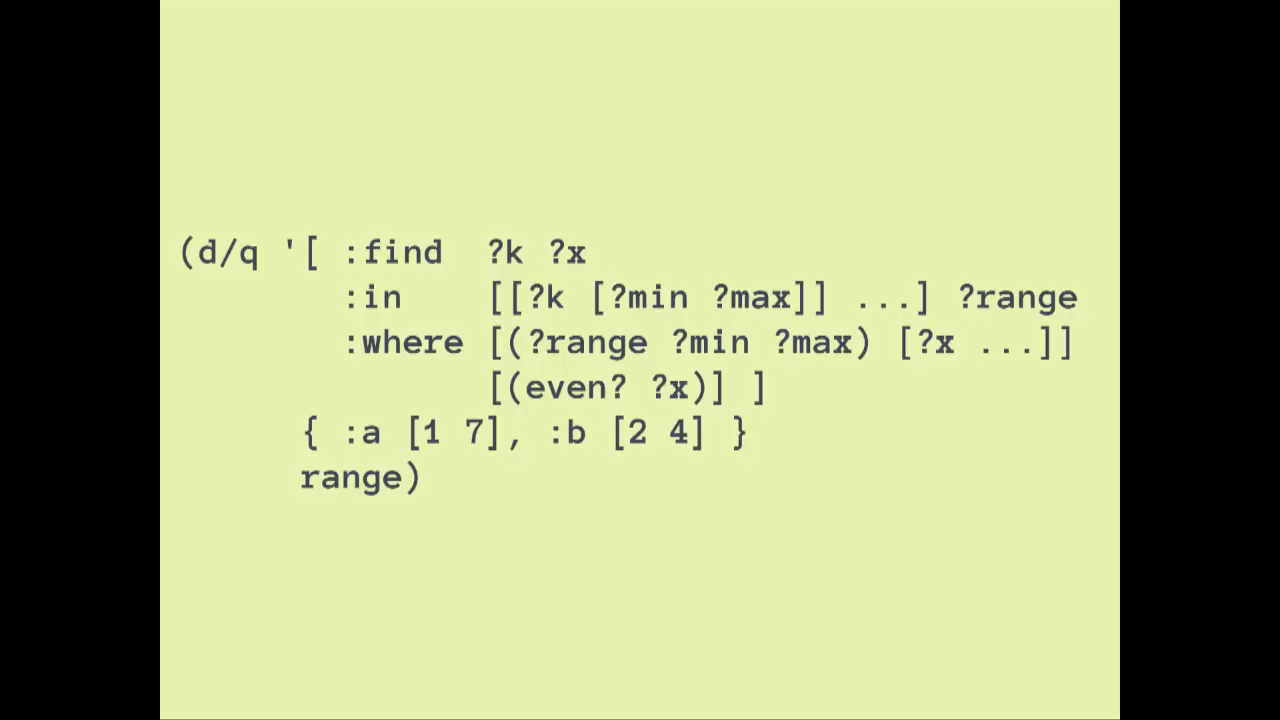 (d/q '[ :find  ?k ?x
        :in    [[?k [?min ?max]] ...] ?range
        :where [(?range ?min ?max) [?x ...]]
               [(even? ?x)] ]
      { :a [1 7], :b [2 4] }
      range)